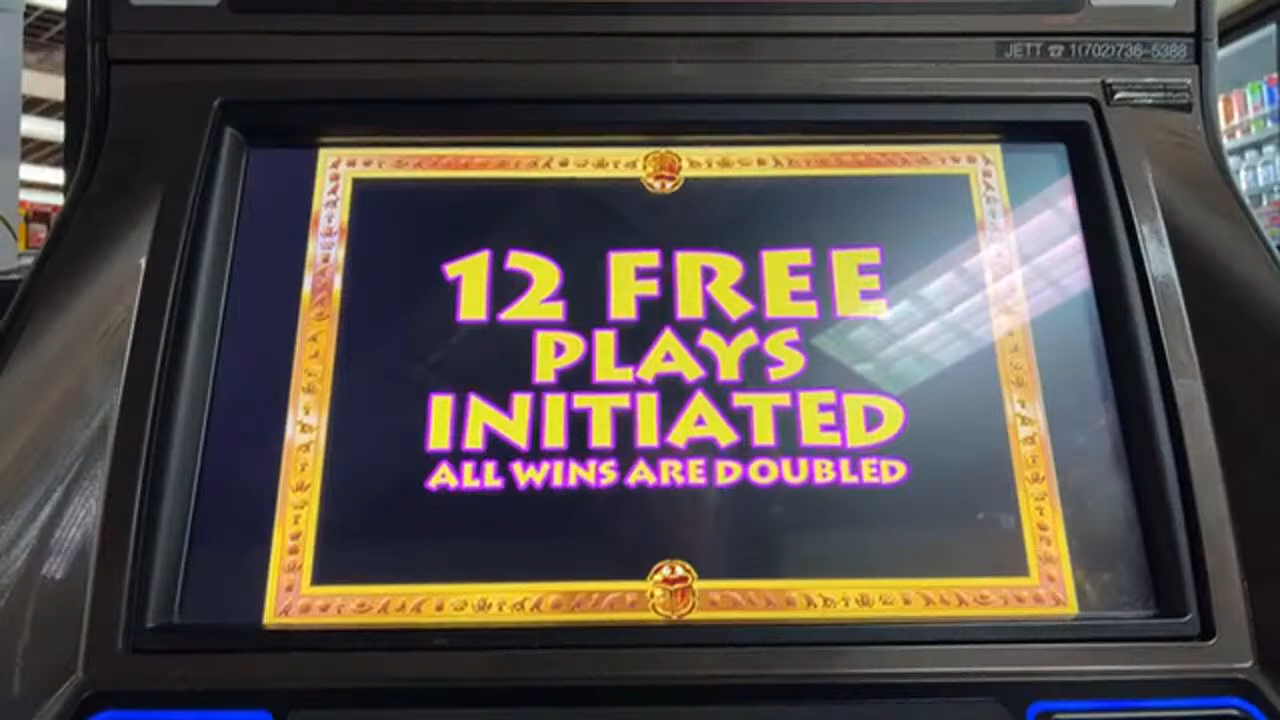 JETT ☎ 1(702)736-5388
12 FREE
PLAYS
INITIATED
ALL WINS ARE DOUBLED